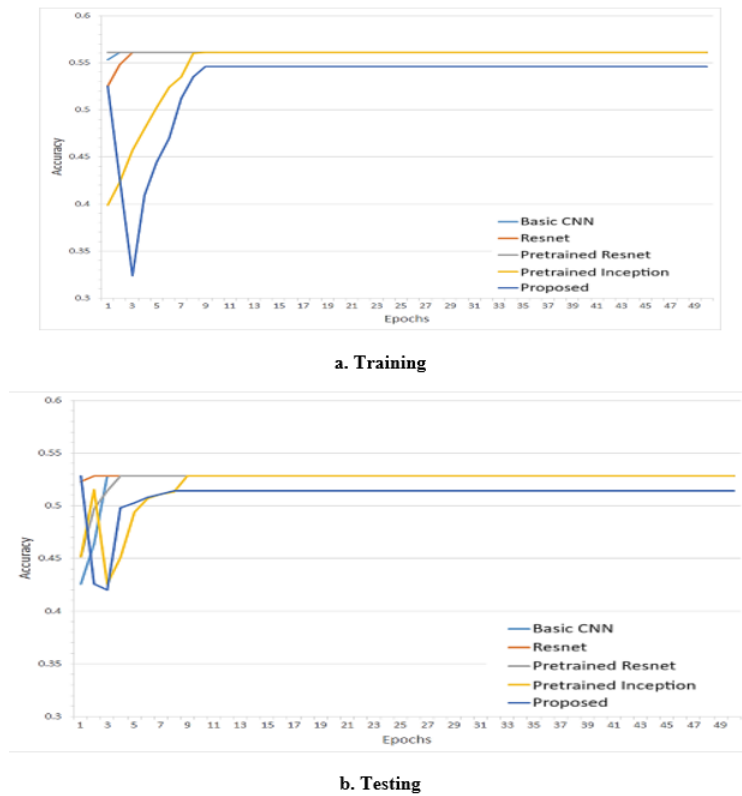 0.6
0.55
0.5
0.45
0.4
0.35
0.3
Accuracy
Basic CNN
Resnet
Pretrained Resnet
Pretrained Inception
Proposed
1 3 5 7 9 11 13 15 17 19 21 23 25 27 29 31 33 35 37 39 41 43 45 47 49
Epochs
a. Training
0.6
0.55
0.5
0.45
0.4
0.35
0.3
Accuracy
Basic CNN
Resnet
Pretrained Resnet
Pretrained Inception
Proposed
1 3 5 7 9 11 13 15 17 19 21 23 25 27 29 31 33 35 37 39 41 43 45 47 49
Epochs
b. Testing